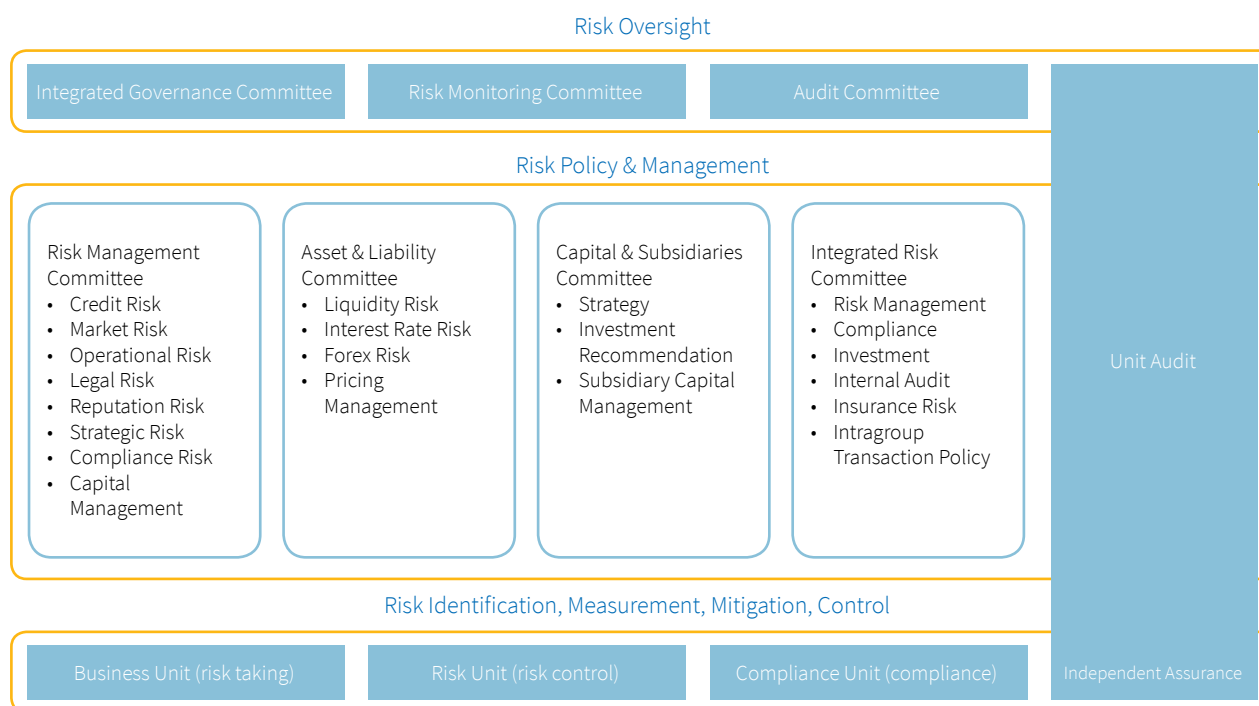 Risk Oversight
Integrated Governance Committee
Risk Monitoring Committee
Audit Committee
Risk Policy & Management
Risk Management
Committee
• Credit Risk
• Market Risk
• Operational Risk
• Legal Risk
• Reputation Risk
• Strategic Risk
• Compliance Risk
• Capital
Management
Asset & Liability
Committee
• Liquidity Risk
• Interest Rate Risk
• Forex Risk
• Pricing
Management
Capital & Subsidiaries
Committee
• Strategy
• Investment
Recommendation
• Subsidiary Capital
Management
Integrated Risk
Committee
• Risk Management
• Compliance
• Investment
• Internal Audit
• Insurance Risk
• Intragroup
Transaction Policy
Unit Audit
Risk Identification, Measurement, Mitigation, Control
Business Unit (risk taking)
Risk Unit (risk control)
Compliance Unit (compliance)
Independent Assurance